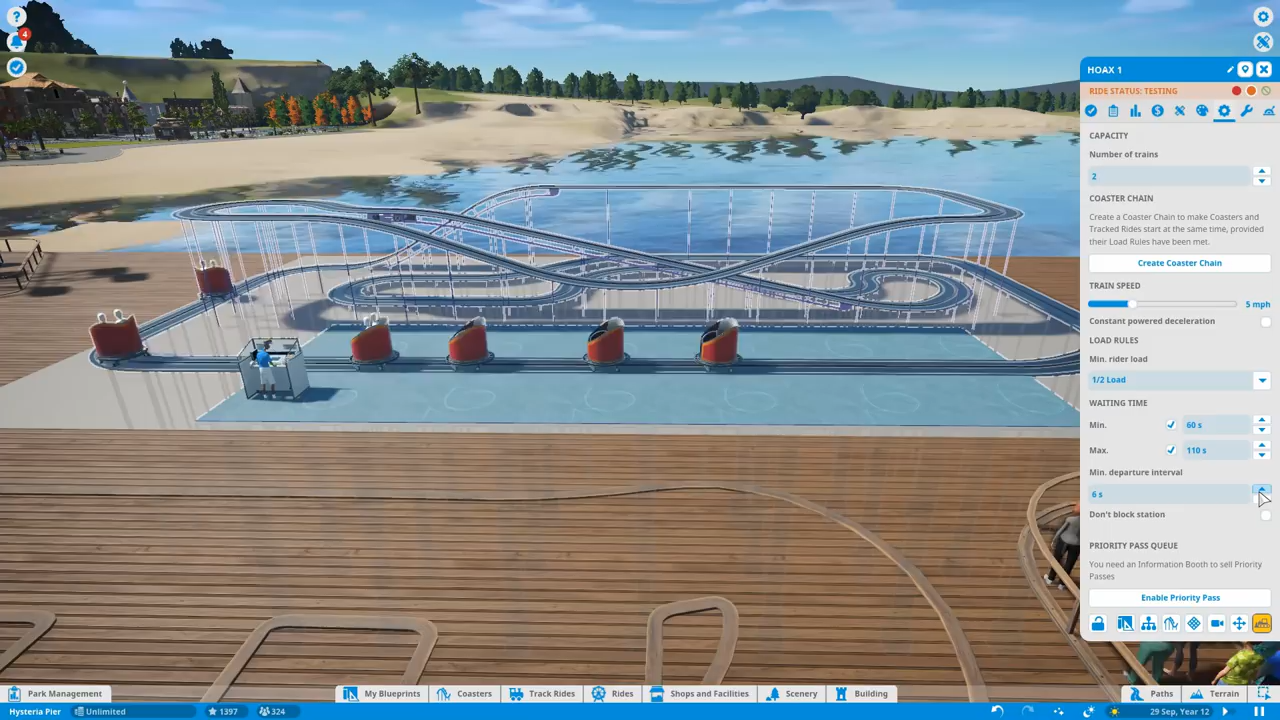 ?
4
HOAX 1
RIDE STATUS: TESTING
CAPACITY
Number of trains
2
COASTER CHAIN
Create a Coaster Chain to make Coasters and
Tracked Rides start at the same time, provided
their Load Rules have been met.
Create Coaster Chain
TRAIN SPEED
5 mph
Constant powered deceleration
LOAD RULES
Min. rider load
1/2 Load
WAITING TIME
Min. 60 s
Max. 110 s
Min. departure interval
6 s
Don't block station
PRIORITY PASS QUEUE
You need an Information Booth to sell Priority
Passes
Enable Priority Pass
Park Management My Blueprints Coasters Track Rides Rides Shops and Facilities Scenery Building Paths Terrain
Hysteria Pier Unlimited 1397 324 29 Sep, Year 12